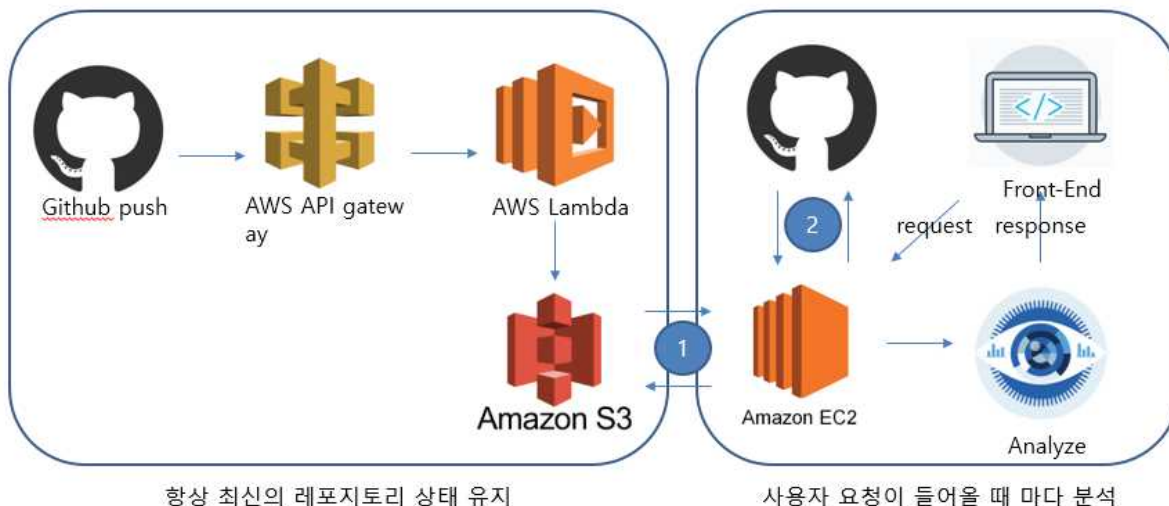 Github push
AWS API gatew
ay
AWS Lambda
Amazon S3
1
2
Front-End
request response
Amazon EC2
Analyze
항상 최신의 레포지토리 상태 유지
사용자 요청이 들어올 때 마다 분석